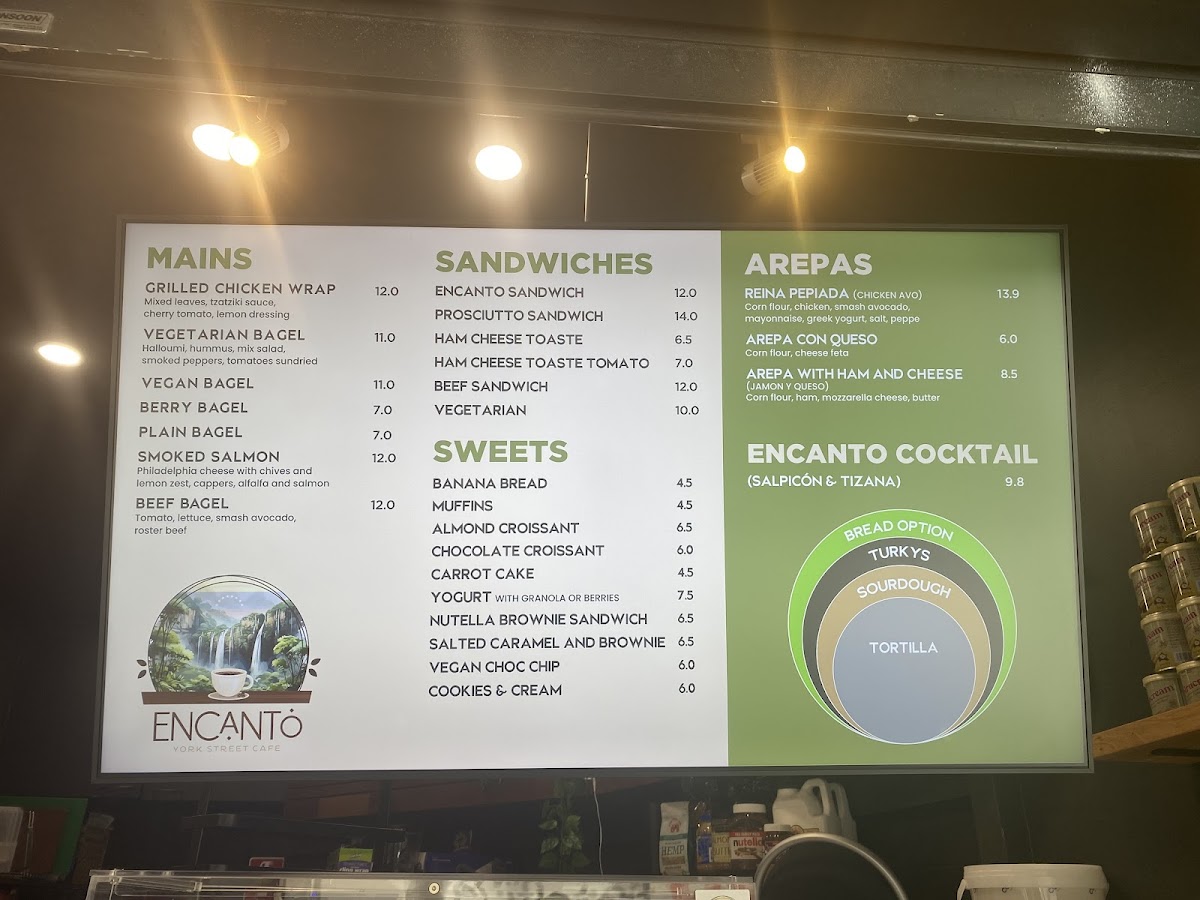 MAINS
GRILLED CHICKEN WRAP 12.0
Mixed leaves, tzatziki sauce,
cherry tomato, lemon dressing
VEGETARIAN BAGEL 11.0
Halloumi, hummus, mix salad,
smoked peppers, tomatoes sundried
VEGAN BAGEL 11.0
BERRY BAGEL 7.0
PLAIN BAGEL 7.0
SMOKED SALMON 12.0
Philadelphia cheese with chives and
lemon zest, cappers, alfalfa and salmon
BEEF BAGEL 12.0
Tomato, lettuce, smash avocado,
roster beef
ENCANTO
YORK STREET CAFE
SANDWICHES
ENCANTO SANDWICH 12.0
PROSCIUTTO SANDWICH 14.0
HAM CHEESE TOASTE 6.5
HAM CHEESE TOASTE TOMATO 7.0
BEEF SANDWICH 12.0
VEGETARIAN 10.0
SWEETS
BANANA BREAD 4.5
MUFFINS 4.5
ALMOND CROISSANT 6.5
CHOCOLATE CROISSANT 6.0
CARROT CAKE 4.5
YOGURT WITH GRANOLA OR BERRIES 7.5
NUTELLA BROWNIE SANDWICH 6.5
SALTED CARAMEL AND BROWNIE 6.5
VEGAN CHOC CHIP 6.0
COOKIES & CREAM 6.0
AREPAS
REINA PEPIADA (CHICKEN AVO) 13.9
Corn flour, chicken, smash avocado,
mayonnaise, greek yogurt, salt, peppe
AREPA CON QUESO 6.0
Corn flour, cheese feta
AREPA WITH HAM AND CHEESE 8.5
(JAMON Y QUESO)
Corn flour, ham, mozzarella cheese, butter
ENCANTO COCKTAIL
(SALPICÓN & TIZANA) 9.8
BREAD OPTION
TURKYS
SOURDOUGH
TORTILLA
HEMP
nutella